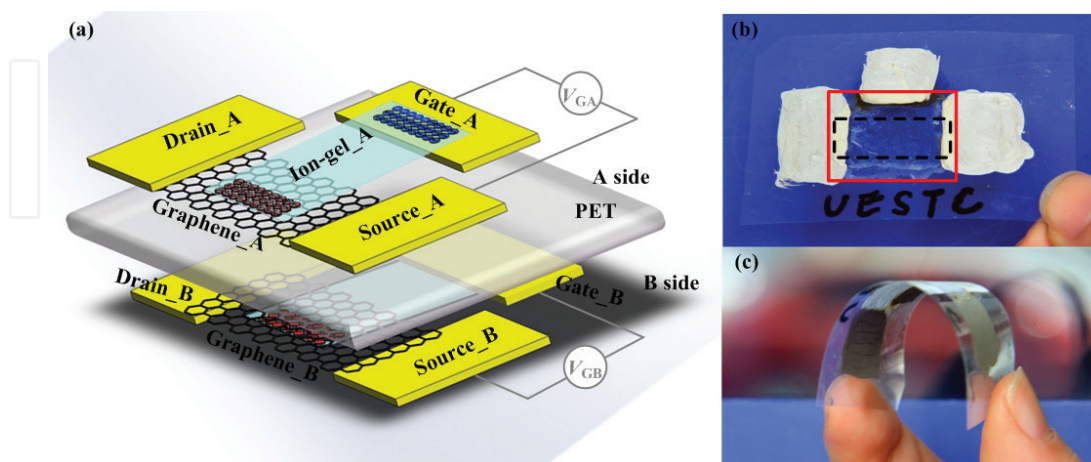 (a)
Drain_A
Gate_A
V_GA
Ion-gel_A
Graphene_A
Source_A
A side
PET
Drain_B
B side
Gate_B
Graphene_B
Source_B
V_GB
(b)
UESTC
(c)